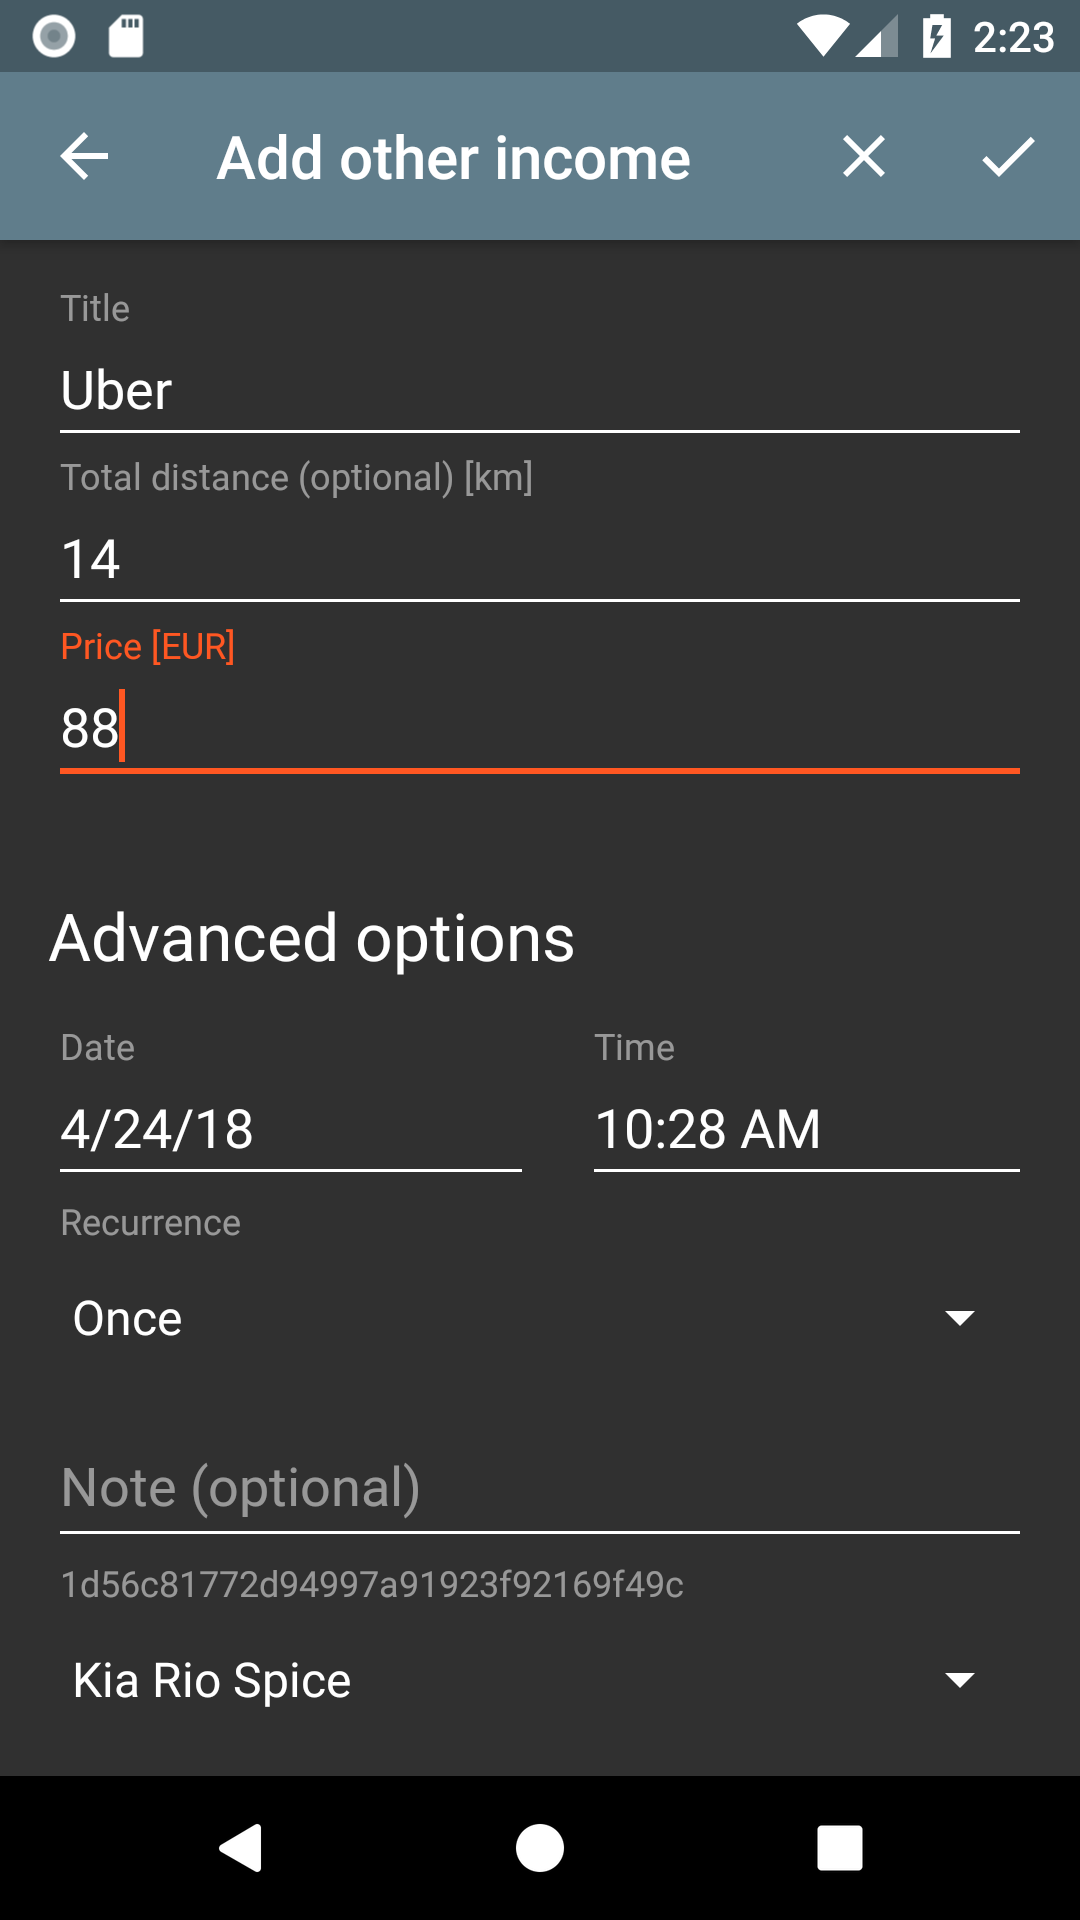 2:23
Add other income
Title
Uber
Total distance (optional) [km]
14
Price [EUR]
88
Advanced options
Date
Time
4/24/18
10:28 AM
Recurrence
Once
Note (optional)
1d56c81772d94997a91923f92169f49c
Kia Rio Spice